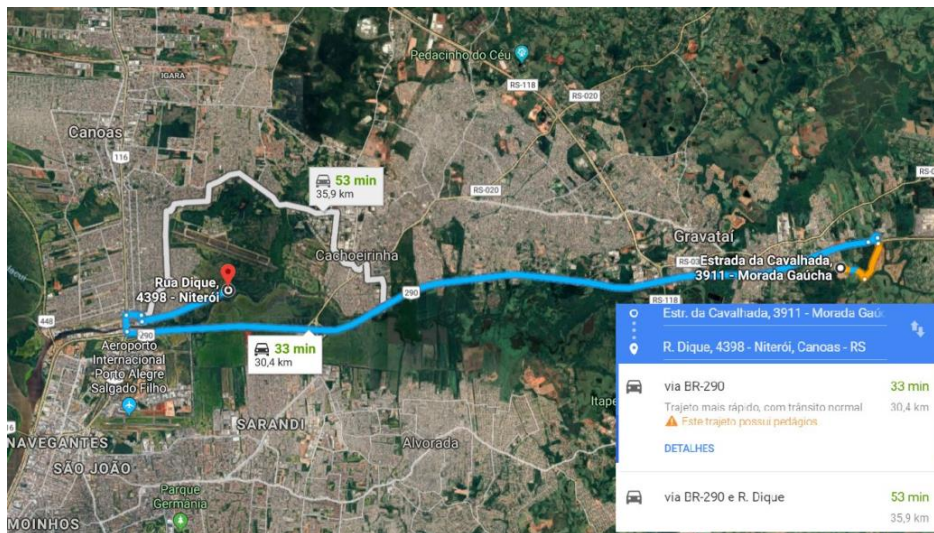 Pedacinho do Céu
RS-118
RS-020
IGARA
Canoas
116
53 min
35,9 km
RS-020
Cachoeirinha
Gravataí
RS-03
Estrada da Cavalhada,
3911 - Morada Gaúcha
Rua Dique,
4398 - Niterói
290
RS-118
448
290
Aeroporto
Internacional
Porto Alegre
Salgado Filho
33 min
30,4 km
SARANDI
NAVEGANTES
SÃO JOÃO
Alvorada
Itape
Parque
Germânia
MOINHOS
Estr. da Cavalhada, 3911 - Morada Gaú
R. Dique, 4398 - Niterói, Canoas - RS
via BR-290 33 min
Trajeto mais rápido, com trânsito normal 30,4 km
Este trajeto possui pedágios.
DETALHES
via BR-290 e R. Dique 53 min
35,9 km